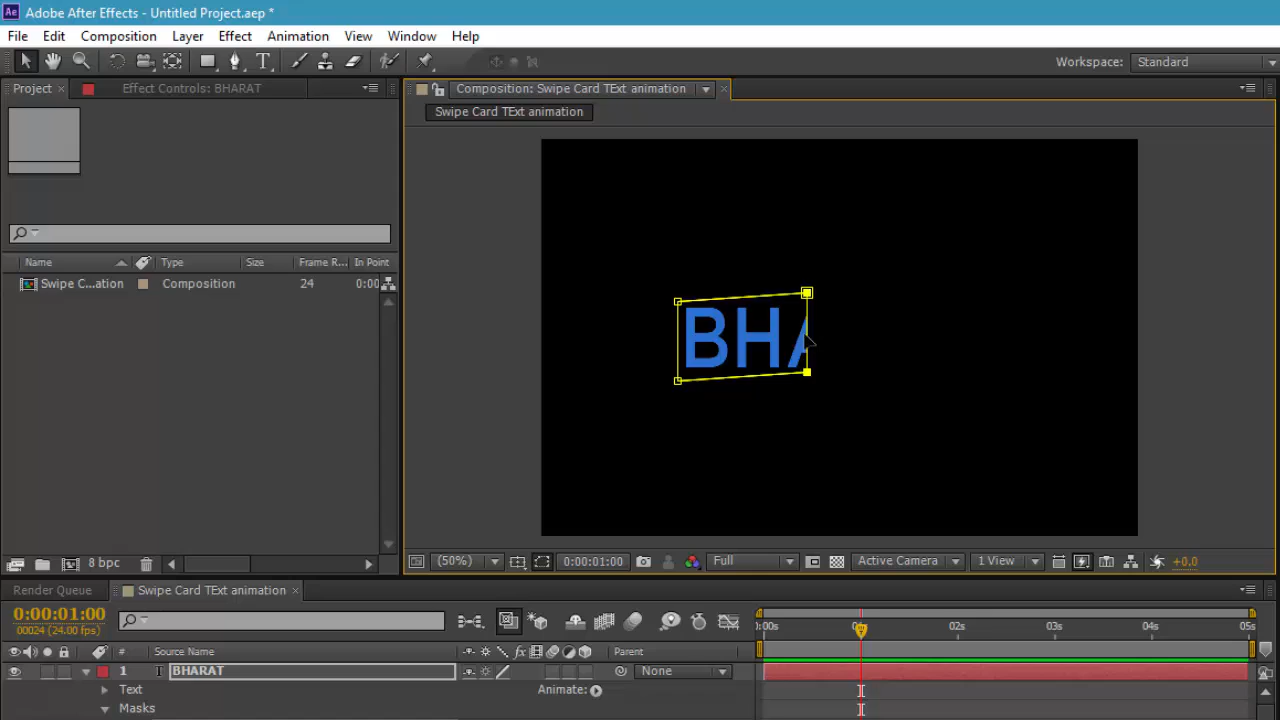 Ae Adobe After Effects - Untitled Project.aep *
File Edit Composition Layer Effect Animation View Window Help
Workspace: Standard
Project × Effect Controls: BHARAT
Composition: Swipe Card TExt animation ×
Swipe Card TExt animation
Name Type Size Frame R... In Point
Swipe C...ation Composition 24 0:00
BHA
8 bpc
(50%) 0:00:01:00 Full Active Camera 1 View +0.0
Render Queue Swipe Card TExt animation ×
0:00:01:00
00024 (24.00 fps)
:00s 02s 03s 04s 05s
# Source Name fx Parent
1 T BHARAT None
Text Animate:
Masks